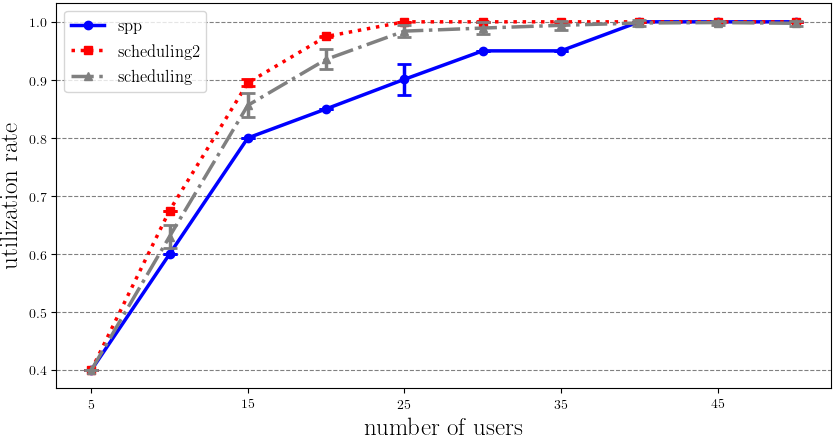 spp
scheduling2
scheduling
utilization rate
1.0
0.9
0.8
0.7
0.6
0.5
0.4
5 15 25 35 45
number of users